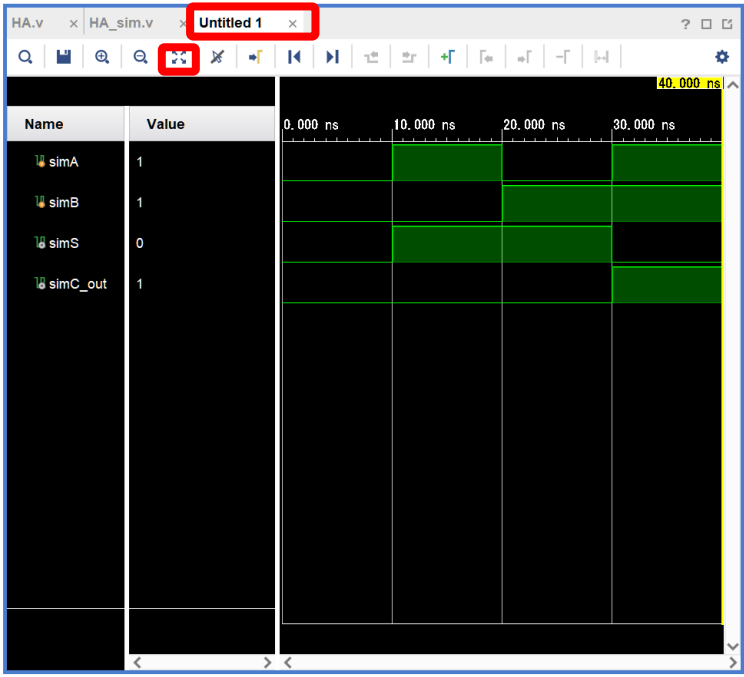 HA.v × HA_sim.v × Untitled 1 × ?
40.000 ns
Name Value 0.000 ns 10.000 ns 20.000 ns 30.000 ns
simA 1
simB 1
simS 0
simC_out 1